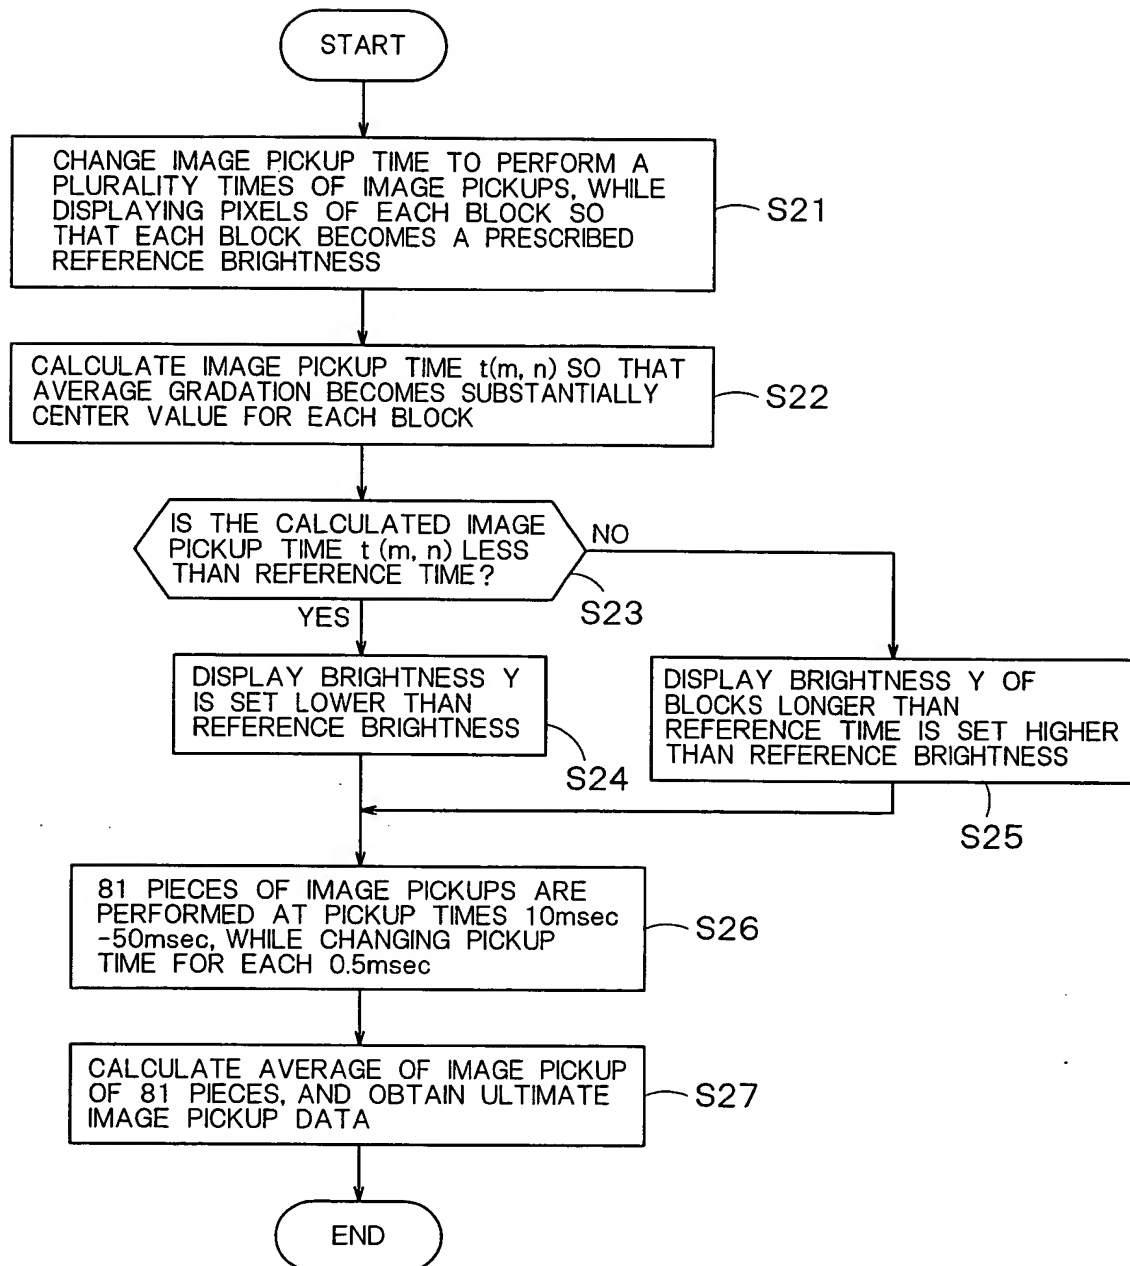 START
CHANGE IMAGE PICKUP TIME TO PERFORM A
PLURALITY TIMES OF IMAGE PICKUPS, WHILE
DISPLAYING PIXELS OF EACH BLOCK SO
THAT EACH BLOCK BECOMES A PRESCRIBED
REFERENCE BRIGHTNESS
S21
CALCULATE IMAGE PICKUP TIME t(m, n) SO THAT
AVERAGE GRADATION BECOMES SUBSTANTIALLY
CENTER VALUE FOR EACH BLOCK
S22
IS THE CALCULATED IMAGE
PICKUP TIME t (m, n) LESS
THAN REFERENCE TIME?
NO
S23
YES
DISPLAY BRIGHTNESS Y
IS SET LOWER THAN
REFERENCE BRIGHTNESS
S24
DISPLAY BRIGHTNESS Y OF
BLOCKS LONGER THAN
REFERENCE TIME IS SET HIGHER
THAN REFERENCE BRIGHTNESS
S25
81 PIECES OF IMAGE PICKUPS ARE
PERFORMED AT PICKUP TIMES 10msec
-50msec, WHILE CHANGING PICKUP
TIME FOR EACH 0.5msec
S26
CALCULATE AVERAGE OF IMAGE PICKUP
OF 81 PIECES, AND OBTAIN ULTIMATE
IMAGE PICKUP DATA
S27
END